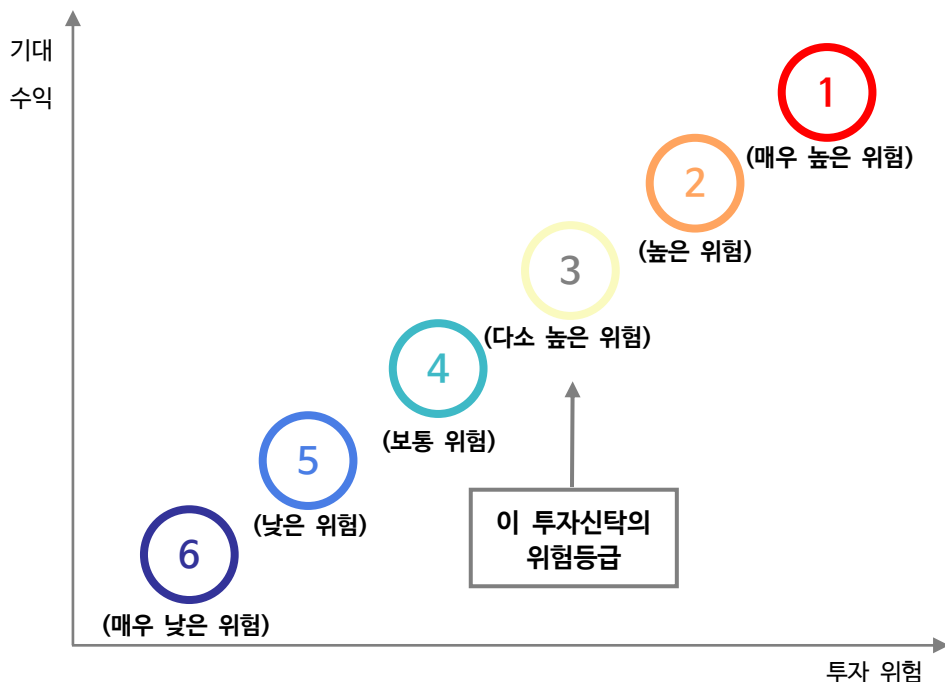 기대
수익
1
(매우 높은 위험)
2
(높은 위험)
3
(다소 높은 위험)
4
(보통 위험)
5
(낮은 위험)
이 투자신탁의
위험등급
6
(매우 낮은 위험)
투자 위험